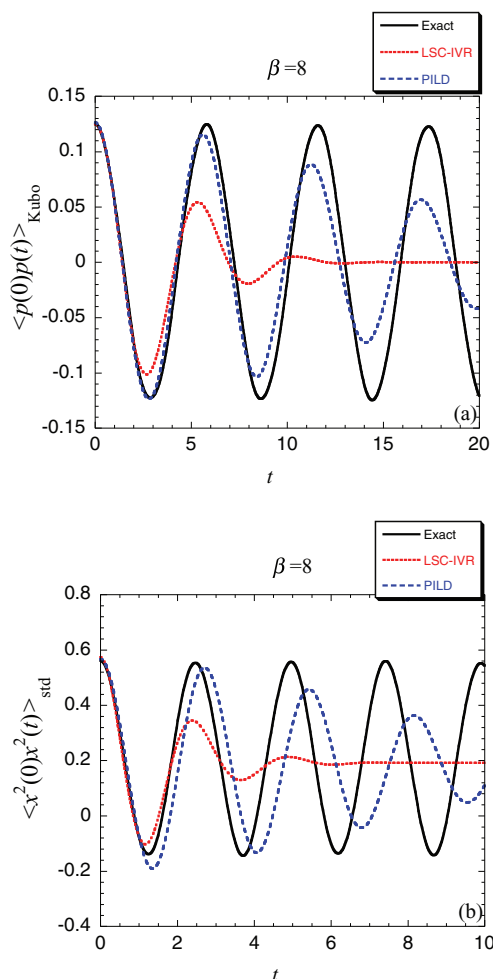 Exact
LSC-IVR
PILD
β=8
0.15
0.1
0.05
0
-0.05
-0.1
-0.15
<p(0)p(t)>Kubo
0 5 10 15 20
(a)
t
Exact
LSC-IVR
PILD
β=8
0.8
0.6
0.4
0.2
0
-0.2
-0.4
<x²(0)x²(t)>std
0 2 4 6 8 10
(b)
t